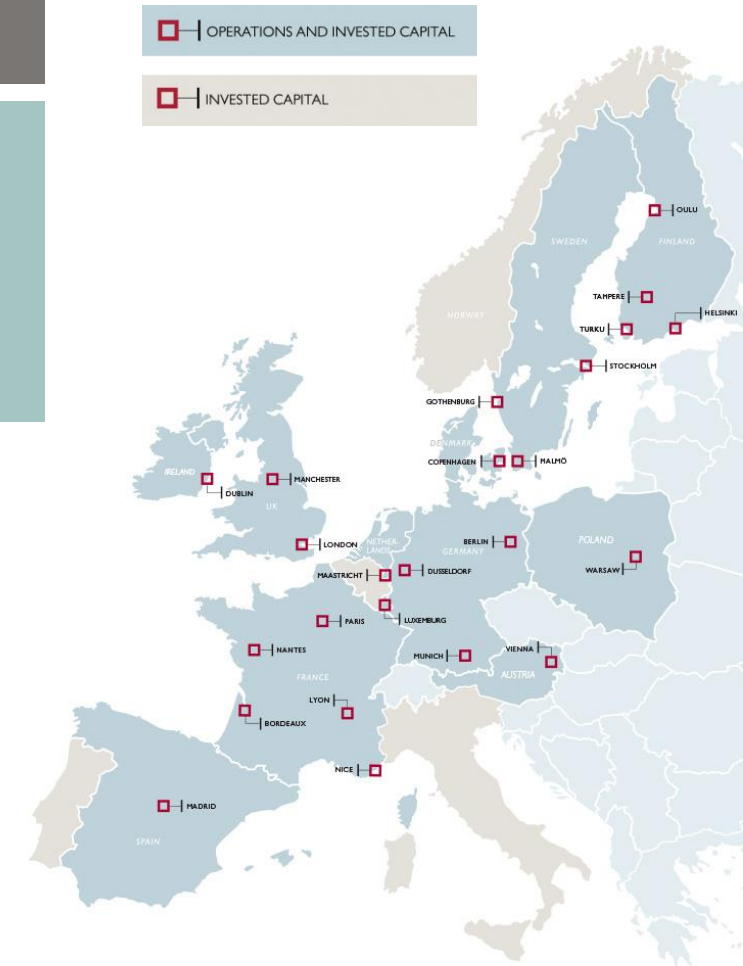 OPERATIONS AND INVESTED CAPITAL
INVESTED CAPITAL
OULU
SWEDEN
FINLAND
TAMPERE
HELSINKI
NORWAY
TURKU
STOCKHOLM
GOTHENBURG
DENMARK
COPENHAGEN
MALMÖ
IRELAND
MANCHESTER
DUBLIN
UK
LONDON
NETHER-
LANDS
BERLIN
GERMANY
POLAND
MAASTRICHT
DUSSELDORF
WARSAW
LUXEMBURG
PARIS
NANTES
MUNICH
VIENNA
FRANCE
AUSTRIA
LYON
BORDEAUX
NICE
MADRID
SPAIN